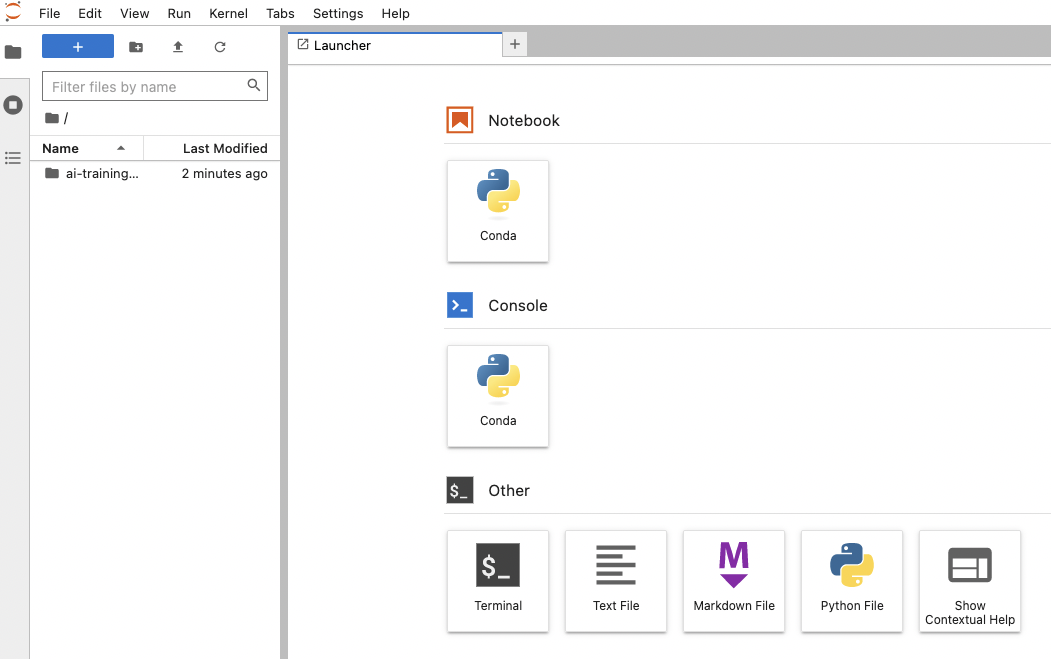 File Edit View Run Kernel Tabs Settings Help
+
Filter files by name
/
Name Last Modified
ai-training... 2 minutes ago
Launcher +
Notebook
Conda
>_ Console
Conda
$_ Other
$_
Terminal
Text File
M
Markdown File
Python File
Show
Contextual Help